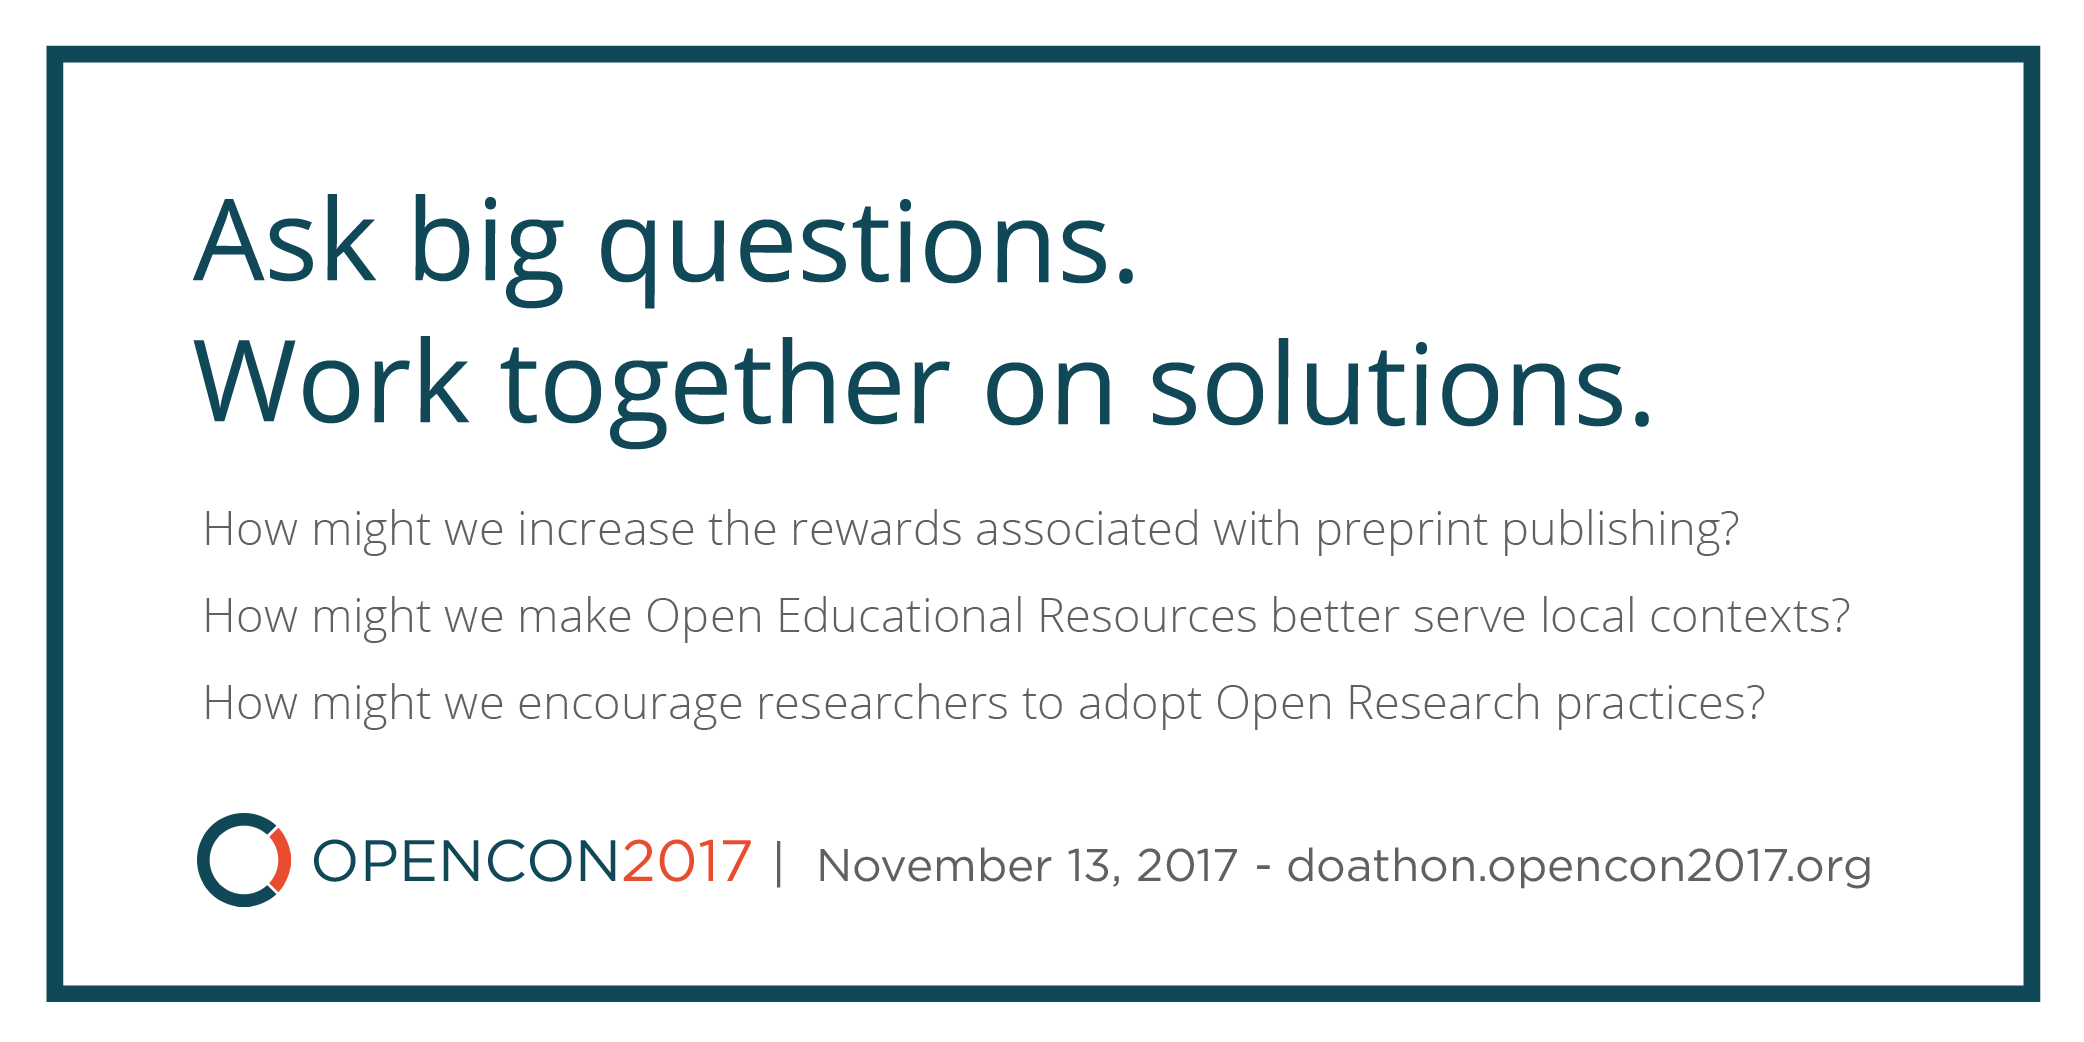 Ask big questions.
Work together on solutions.
How might we increase the rewards associated with preprint publishing?
How might we make Open Educational Resources better serve local contexts?
How might we encourage researchers to adopt Open Research practices?
OPENCON2017 | November 13, 2017 - doathon.opencon2017.org